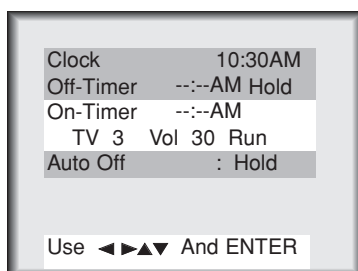 Clock 10:30AM
Off-Timer --:--AM Hold
On-Timer --:--AM
TV 3 Vol 30 Run
Auto Off : Hold
Use ◄►▲▼ And ENTER